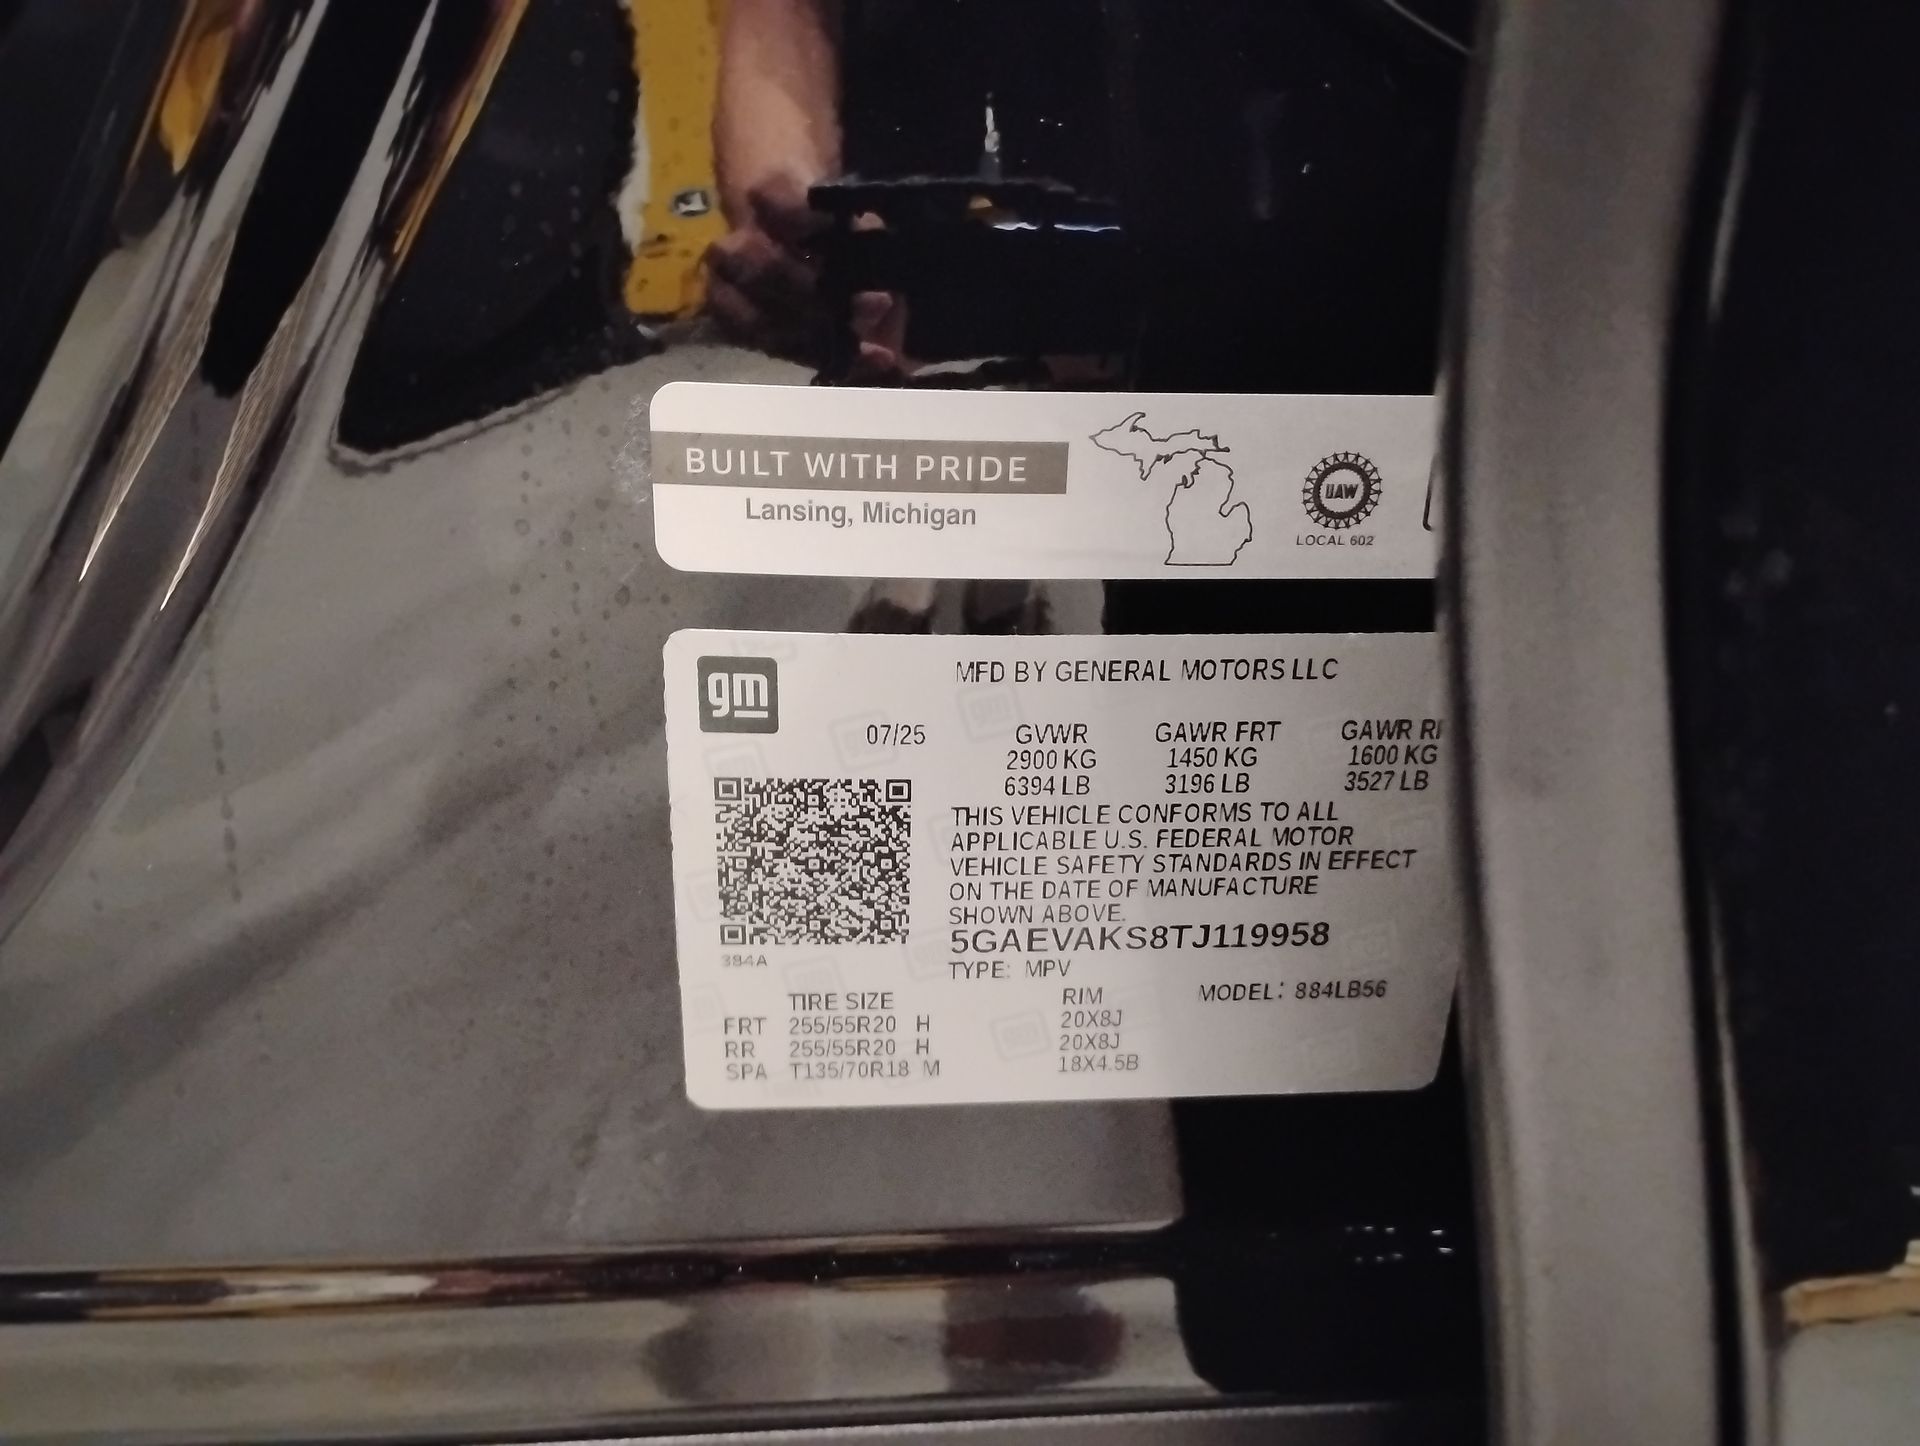 BUILT WITH PRIDE
Lansing, Michigan
UAW
LOCAL 602
gm
MFD BY GENERAL MOTORS LLC
07/25 GVWR GAWR FRT GAWR
2900 KG 1450 KG 1600 KG
6394 LB 3196 LB 3527 LB
THIS VEHICLE CONFORMS TO ALL
APPLICABLE U.S. FEDERAL MOTOR
VEHICLE SAFETY STANDARDS IN EFFECT
ON THE DATE OF MANUFACTURE
SHOWN ABOVE.
5GAEVAKS8TJ119958
384A
TYPE: MPV
MODEL: 884LB56
TIRE SIZE RIM
FRT 255/55R20 H 20X8J
RR 255/55R20 H 20X8J
SPA T135/70R18 M 18X4.5B